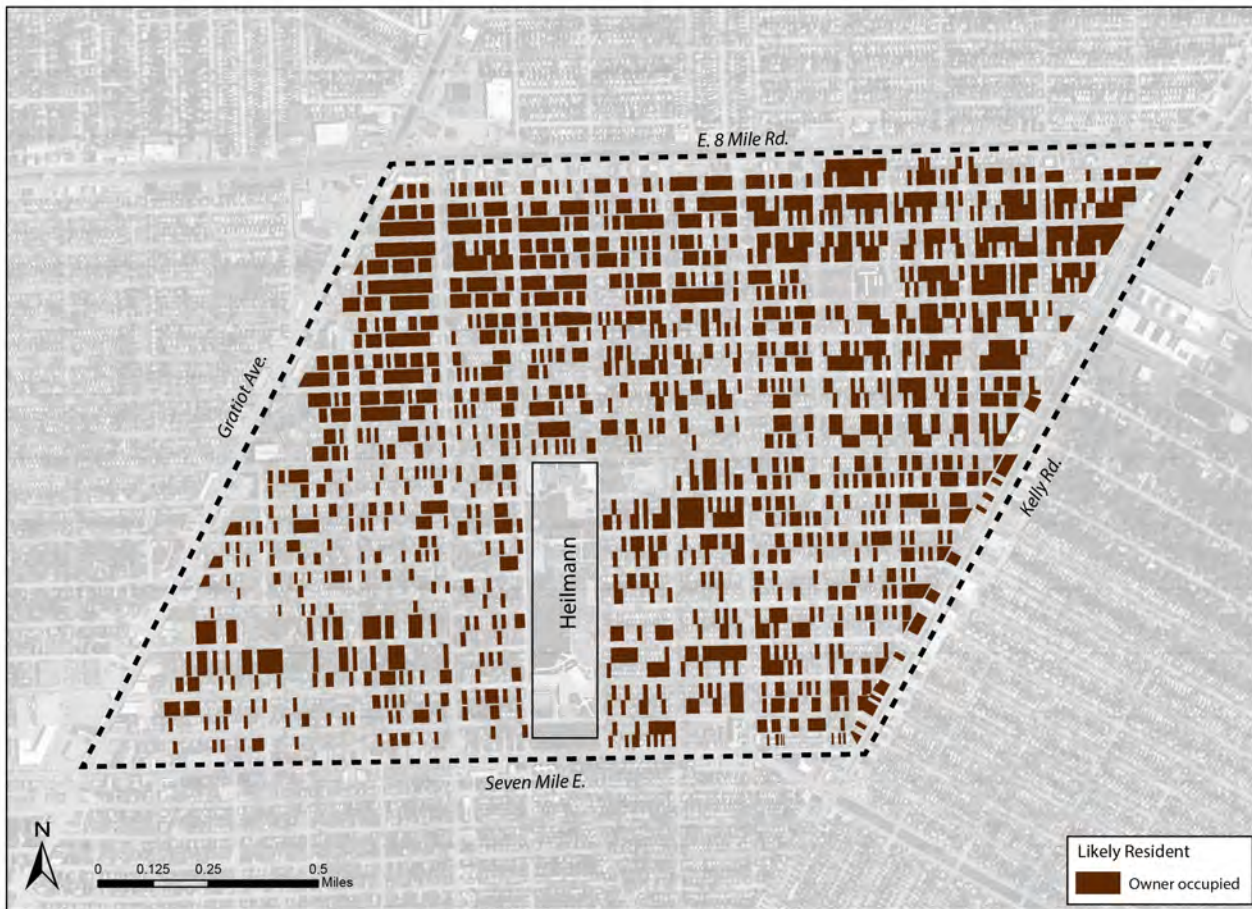 E. 8 Mile Rd.
Gratiot Ave.
Kelly Rd.
Heilmann
Seven Mile E.
N
0 0.125 0.25 0.5
Miles
Likely Resident
Owner occupied